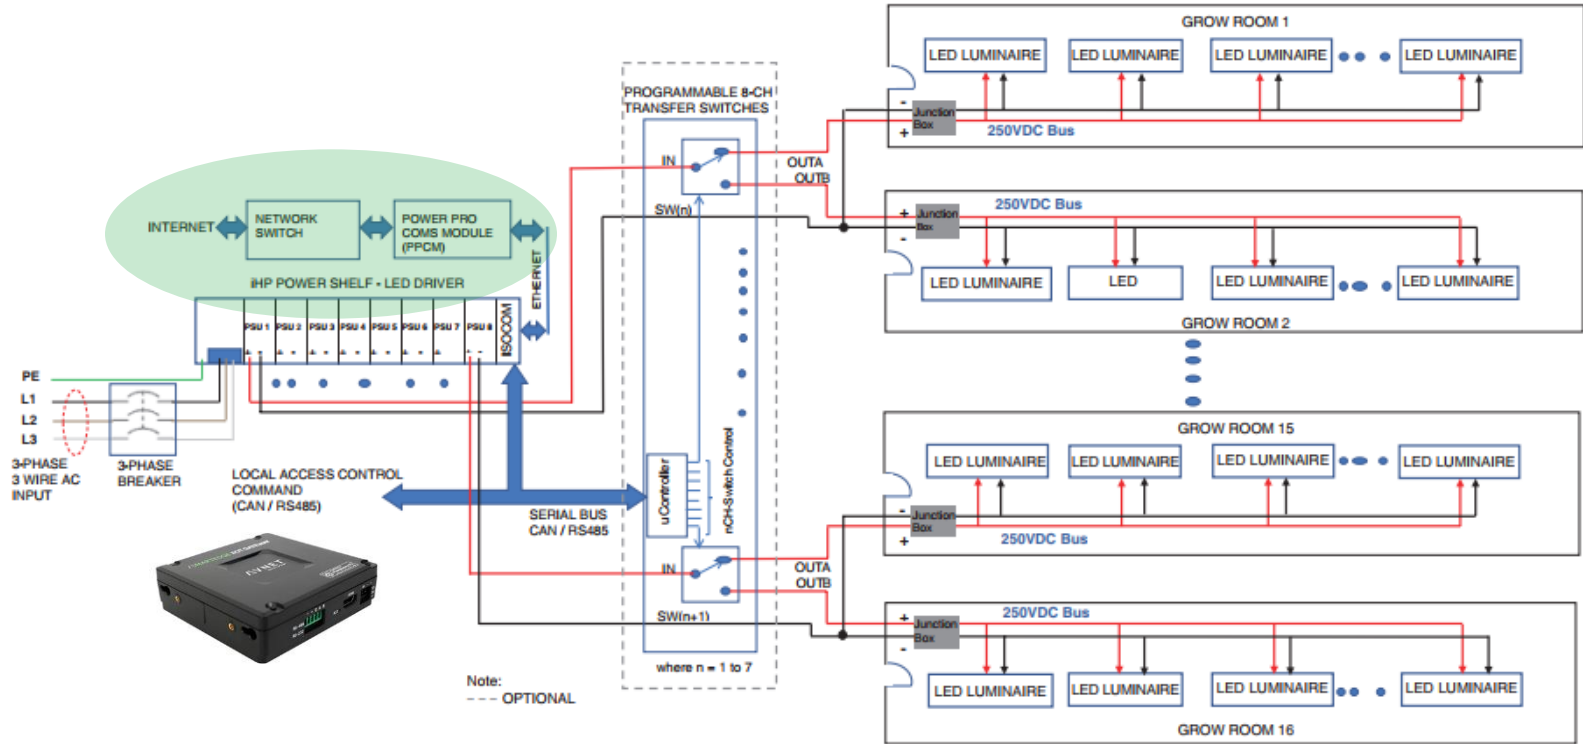 GROW ROOM 1
LED LUMINAIRE
LED LUMINAIRE
LED LUMINAIRE
LED LUMINAIRE
-
Junction
Box
+
250VDC Bus
PROGRAMMABLE 8-CH
TRANSFER SWITCHES
IN
OUTA
OUTB
SW(n)
250VDC Bus
+
Junction
Box
-
LED LUMINAIRE
LED
LED LUMINAIRE
LED LUMINAIRE
GROW ROOM 2
INTERNET
NETWORK
SWITCH
POWER PRO
COMS MODULE
(PPCM)
ETHERNET
iHP POWER SHELF - LED DRIVER
PSU 1
PSU 2
PSU 3
PSU 4
PSU 5
PSU 6
PSU 7
PSU 8
ISOCOM
PE
L1
L2
L3
3-PHASE
3 WIRE AC
INPUT
3-PHASE
BREAKER
LOCAL ACCESS CONTROL
COMMAND
(CAN / RS485)
SERIAL BUS
CAN / RS485
uController
nCH-Switch Control
IN
OUTA
OUTB
SW(n+1)
where n = 1 to 7
GROW ROOM 15
LED LUMINAIRE
LED LUMINAIRE
LED LUMINAIRE
LED LUMINAIRE
-
Junction
Box
+
250VDC Bus
250VDC Bus
+
Junction
Box
-
LED LUMINAIRE
LED LUMINAIRE
LED LUMINAIRE
LED LUMINAIRE
GROW ROOM 16
AVNET
Note:
---- OPTIONAL